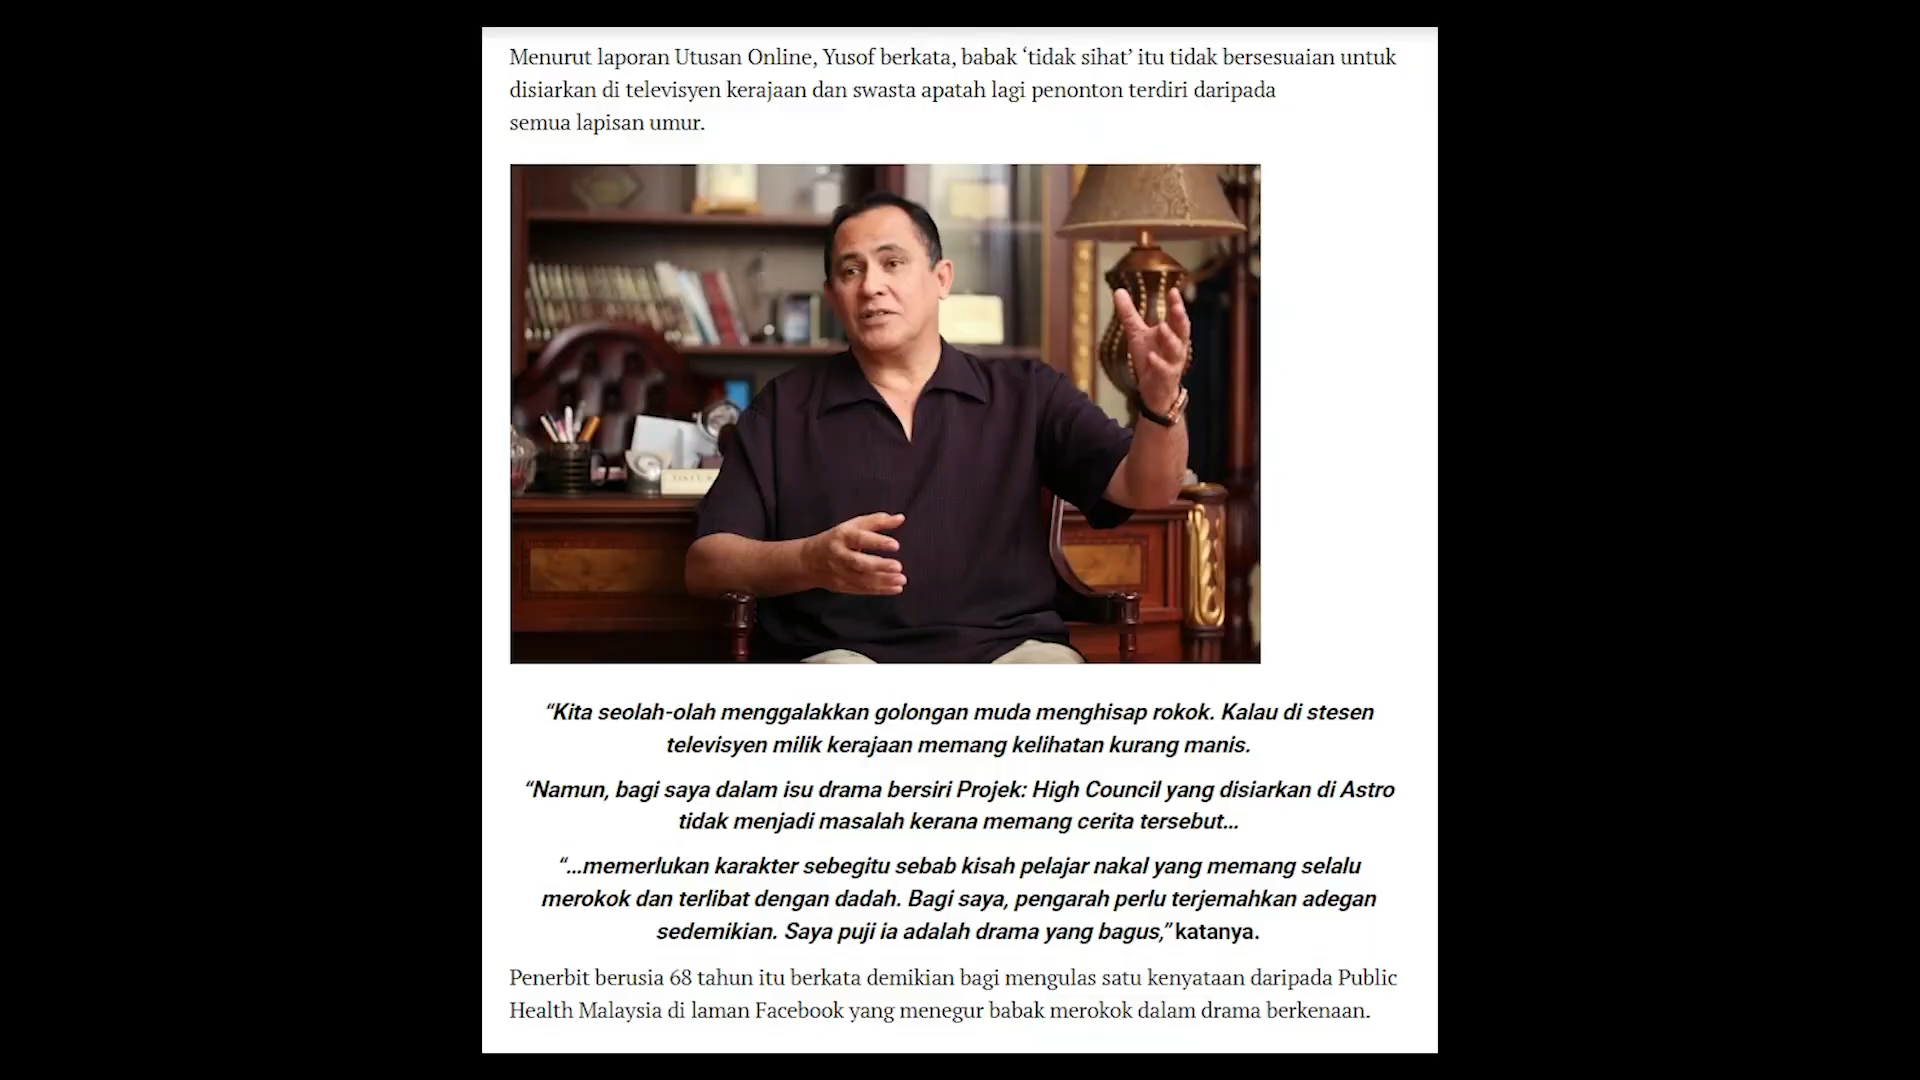 Menurut laporan Utusan Online, Yusof berkata, babak ‘tidak sihat’ itu tidak bersesuaian untuk
disiarkan di televisyen kerajaan dan swasta apatah lagi penonton terdiri daripada
semua lapisan umur.
“Kita seolah-olah menggalakkan golongan muda menghisap rokok. Kalau di stesen
televisyen milik kerajaan memang kelihatan kurang manis.
“Namun, bagi saya dalam isu drama bersiri Projek: High Council yang disiarkan di Astro
tidak menjadi masalah kerana memang cerita tersebut…
“…memerlukan karakter sebegitu sebab kisah pelajar nakal yang memang selalu
merokok dan terlibat dengan dadah. Bagi saya, pengarah perlu terjemahkan adegan
sedemikian. Saya puji ia adalah drama yang bagus,” katanya.
Penerbit berusia 68 tahun itu berkata demikian bagi mengulas satu kenyataan daripada Public
Health Malaysia di laman Facebook yang menegur babak merokok dalam drama berkenaan.